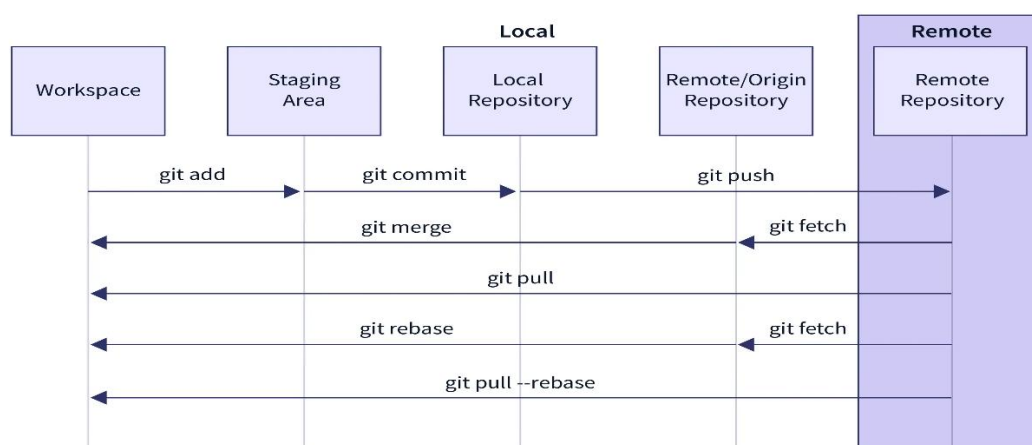 Local
Remote
Workspace
Staging
Area
Local
Repository
Remote/Origin
Repository
Remote
Repository
git add
git commit
git push
git merge
git fetch
git pull
git rebase
git fetch
git pull --rebase